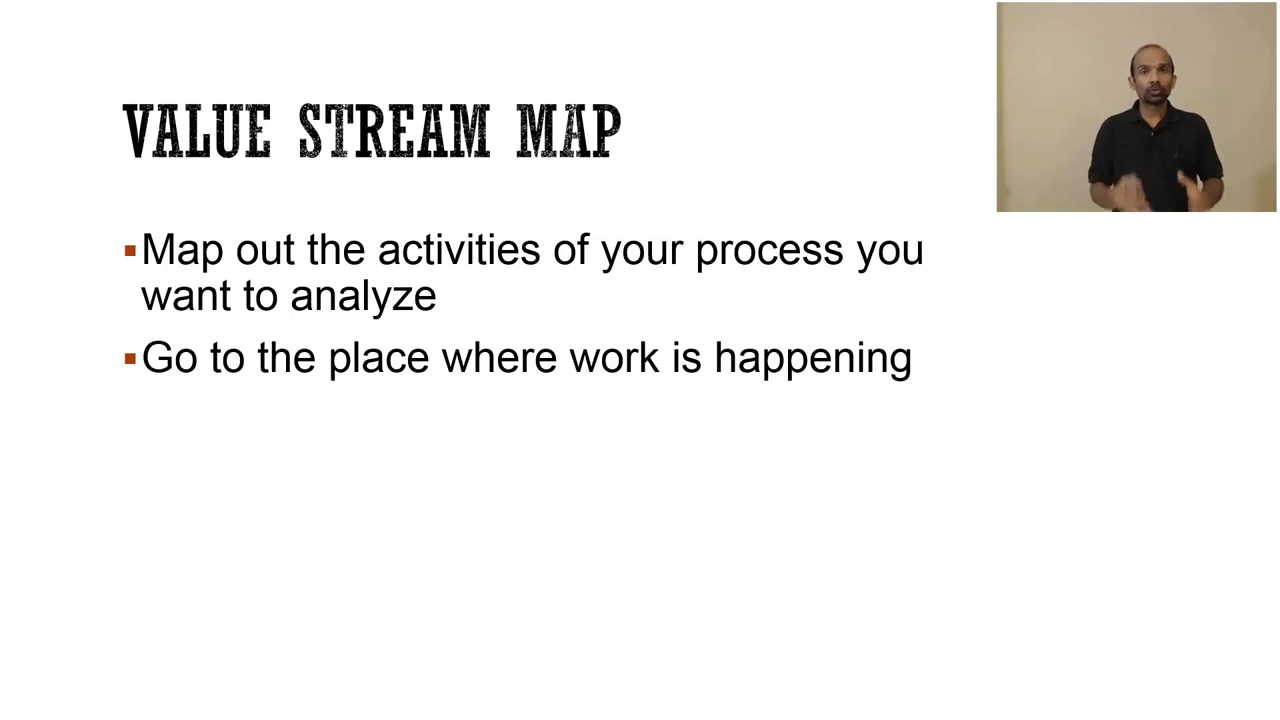 VALUE STREAM MAP
▪Map out the activities of your process you
want to analyze
▪Go to the place where work is happening